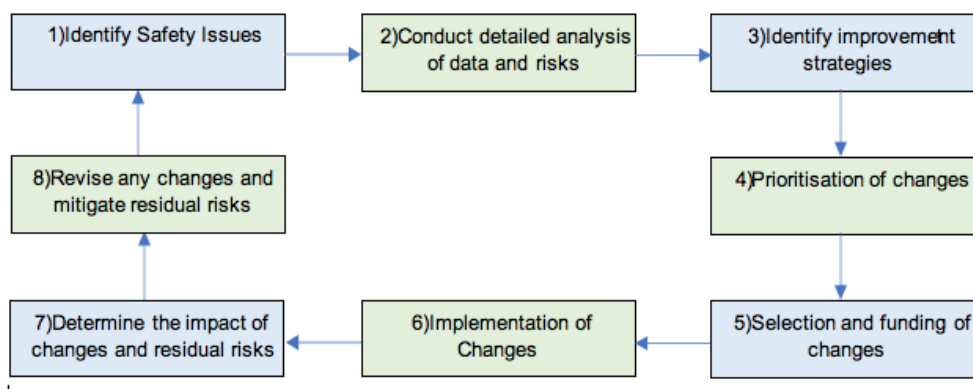 1)Identify Safety Issues
2)Conduct detailed analysis
of data and risks
3)Identify improvement
strategies
4)Prioritisation of changes
5)Selection and funding of
changes
6)Implementation of
Changes
7)Determine the impact of
changes and residual risks
8)Revise any changes and
mitigate residual risks